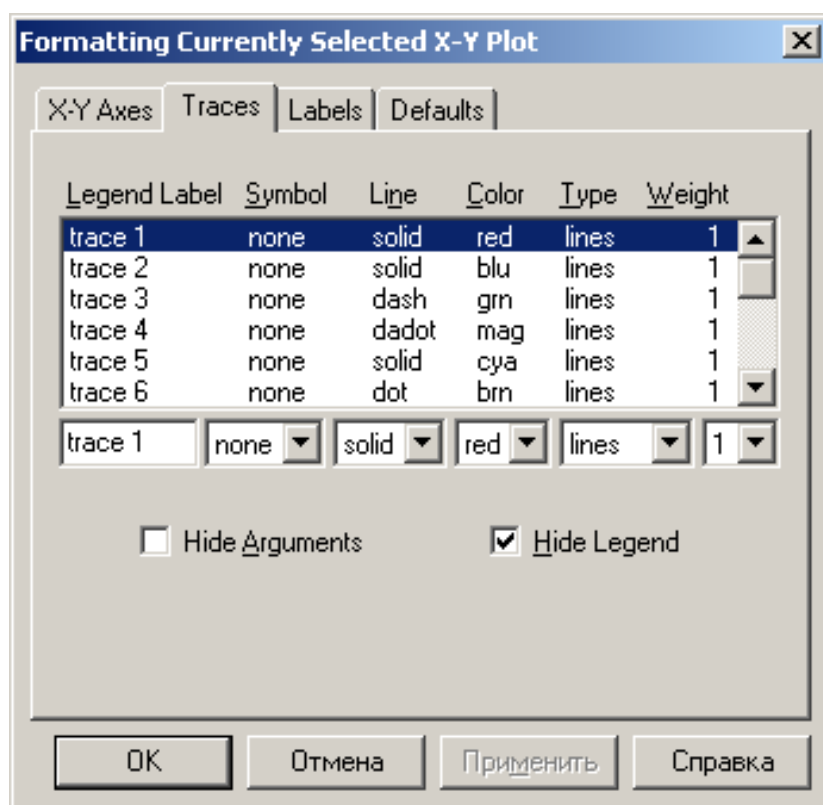 Formatting Currently Selected X-Y Plot
X-Y Axes Traces Labels Defaults
Legend Label Symbol Line Color Type Weight
trace 1 none solid red lines 1
trace 2 none solid blu lines 1
trace 3 none dash grn lines 1
trace 4 none dadot mag lines 1
trace 5 none solid cya lines 1
trace 6 none dot brn lines 1
trace 1 none solid red lines 1
Hide Arguments Hide Legend
OK Отмена Применить Справка